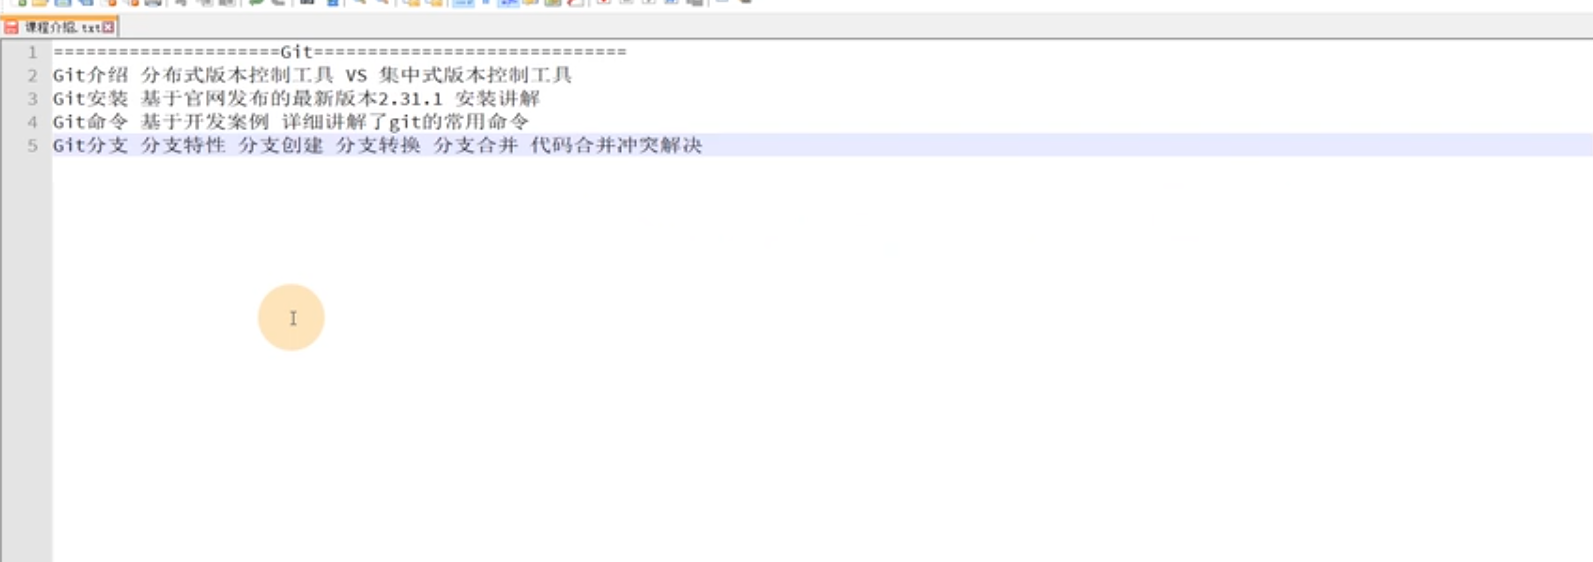 课程介绍.txt
1 =====================Git=============================
2 Git介绍 分布式版本控制工具 VS 集中式版本控制工具
3 Git安装 基于官网发布的最新版本2.31.1 安装讲解
4 Git命令 基于开发案例 详细讲解了git的常用命令
5 Git分支 分支特性 分支创建 分支转换 分支合并 代码合并冲突解决